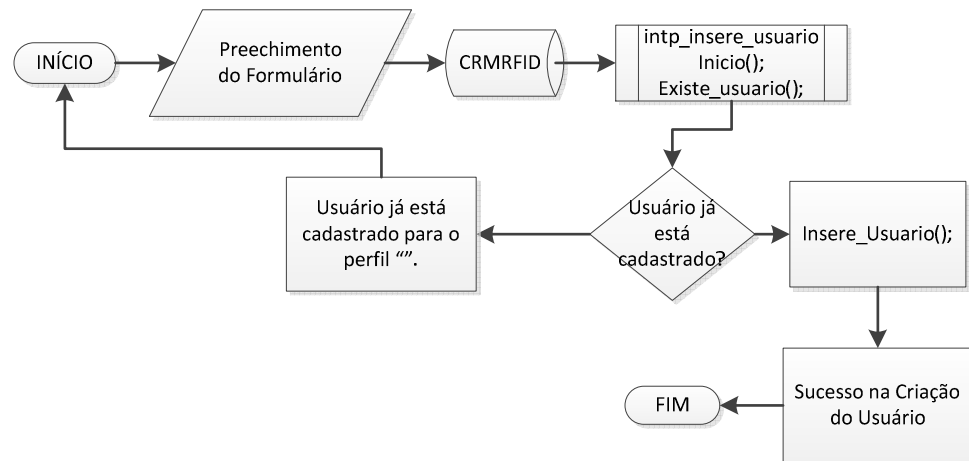 INÍCIO
Preechimento
do Formulário
CRMRFID
intp_insere_usuario
Inicio();
Existe_usuario();
Usuário já está
cadastrado para o
perfil “”.
Usuário já
está
cadastrado?
Insere_Usuario();
Sucesso na Criação
do Usuário
FIM